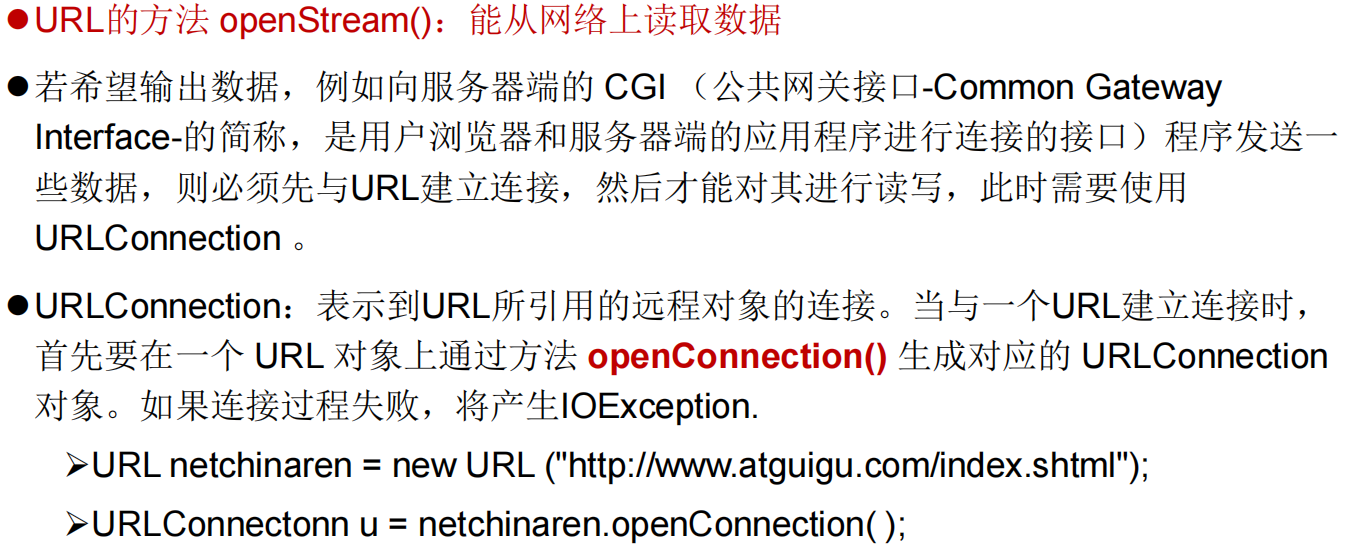 ●URL的方法 openStream()：能从网络上读取数据
●若希望输出数据，例如向服务器端的 CGI （公共网关接口-Common Gateway
Interface-的简称，是用户浏览器和服务器端的应用程序进行连接的接口）程序发送一
些数据，则必须先与URL建立连接，然后才能对其进行读写，此时需要使用
URLConnection 。
●URLConnection：表示到URL所引用的远程对象的连接。当与一个URL建立连接时，
首先要在一个 URL 对象上通过方法 openConnection() 生成对应的 URLConnection
对象。如果连接过程失败，将产生IOException.
➢URL netchinaren = new URL ("http://www.atguigu.com/index.shtml");
➢URLConnectonn u = netchinaren.openConnection( );